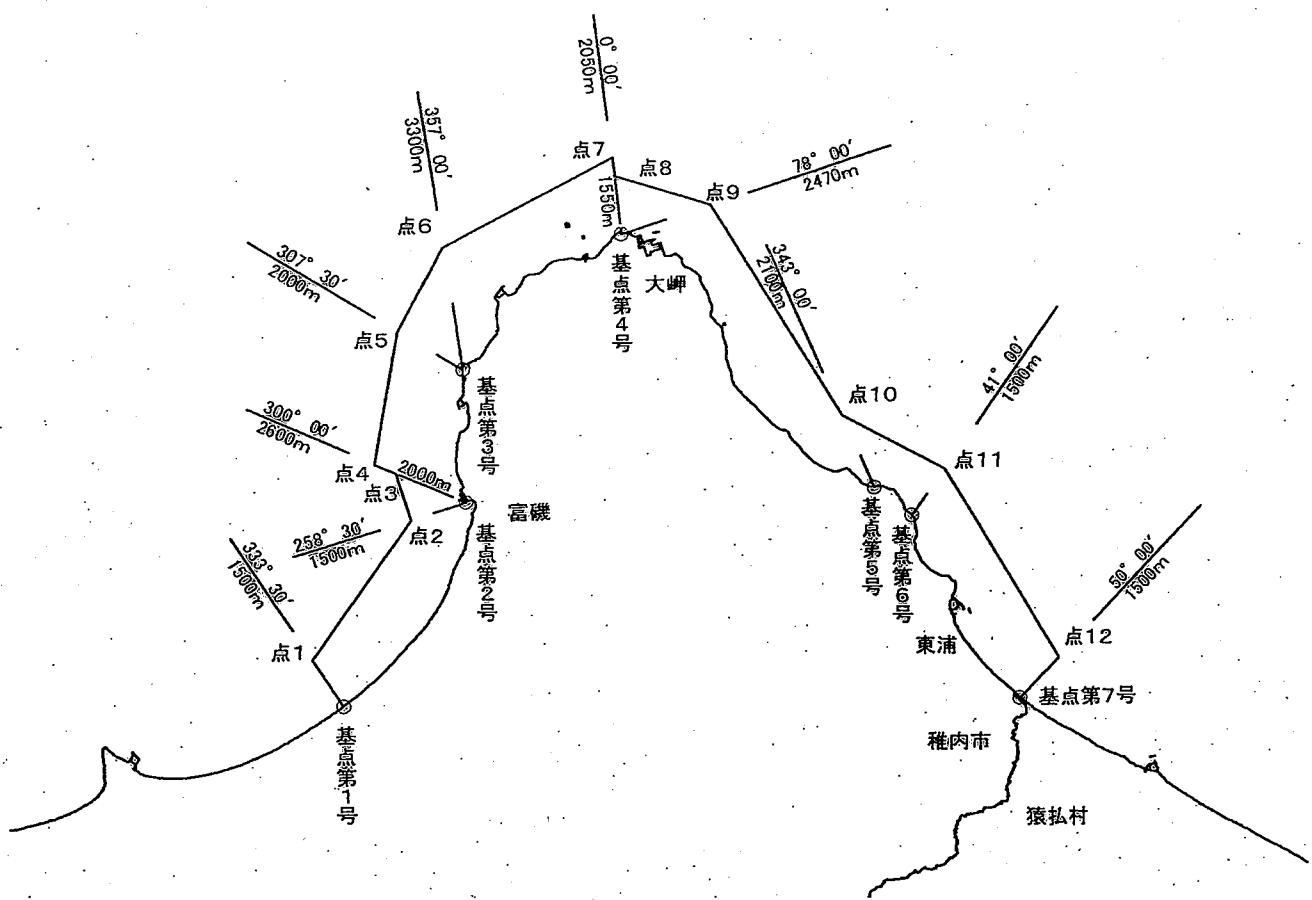 0° 00′
2050m
357° 00′
3300m
点7
点8
1550m
78° 00′
2470m
点9
点6
307° 30′
2000m
点5
基点第4号
大岬
343° 00′
2100m
41° 00′
1500m
基点第3号
点10
300° 00′
2600m
点4
2000m
点3
点11
富磯
点2
258° 30′
1500m
基点第2号
基点第5号
基点第6号
333° 30′
1500m
50° 00′
1500m
点1
東浦
点12
基点第7号
基点第1号
稚内市
猿払村